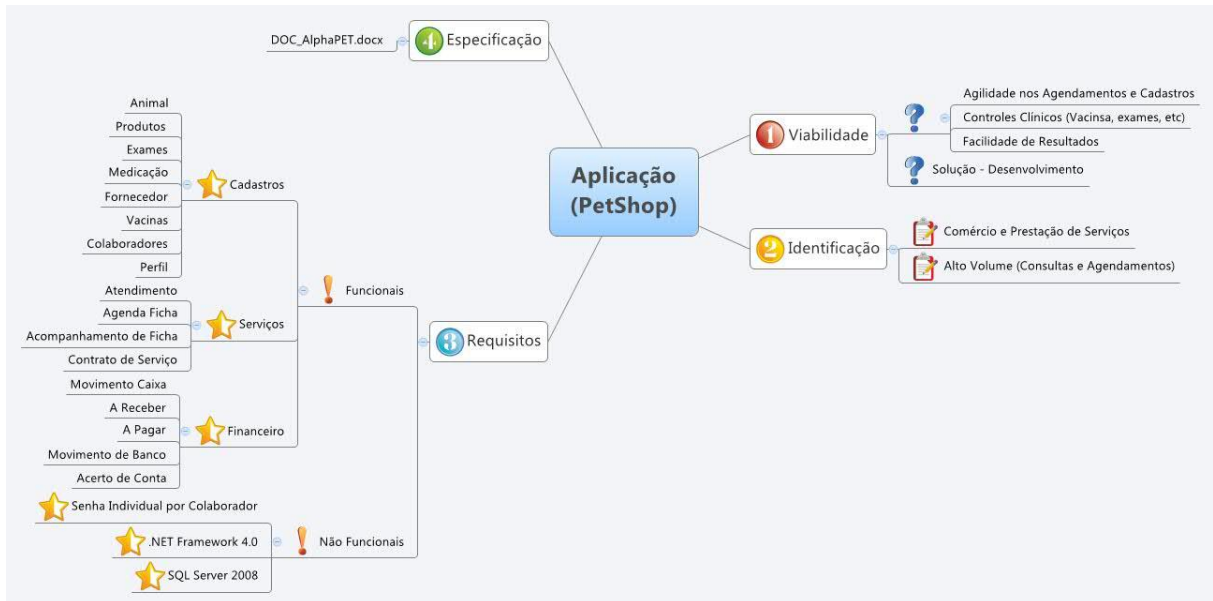 Aplicação
(PetShop)
1 Viabilidade
Agilidade nos Agendamentos e Cadastros
? Controles Clínicos (Vacinsa, exames, etc)
Facilidade de Resultados
? Solução - Desenvolvimento
2 Identificação
Comércio e Prestação de Serviços
Alto Volume (Consultas e Agendamentos)
3 Requisitos
! Funcionais
Cadastros
Animal
Produtos
Exames
Medicação
Fornecedor
Vacinas
Colaboradores
Perfil
Serviços
Atendimento
Agenda Ficha
Acompanhamento de Ficha
Contrato de Serviço
Financeiro
Movimento Caixa
A Receber
A Pagar
Movimento de Banco
Acerto de Conta
! Não Funcionais
Senha Individual por Colaborador
.NET Framework 4.0
SQL Server 2008
4 Especificação
DOC_AlphaPET.docx